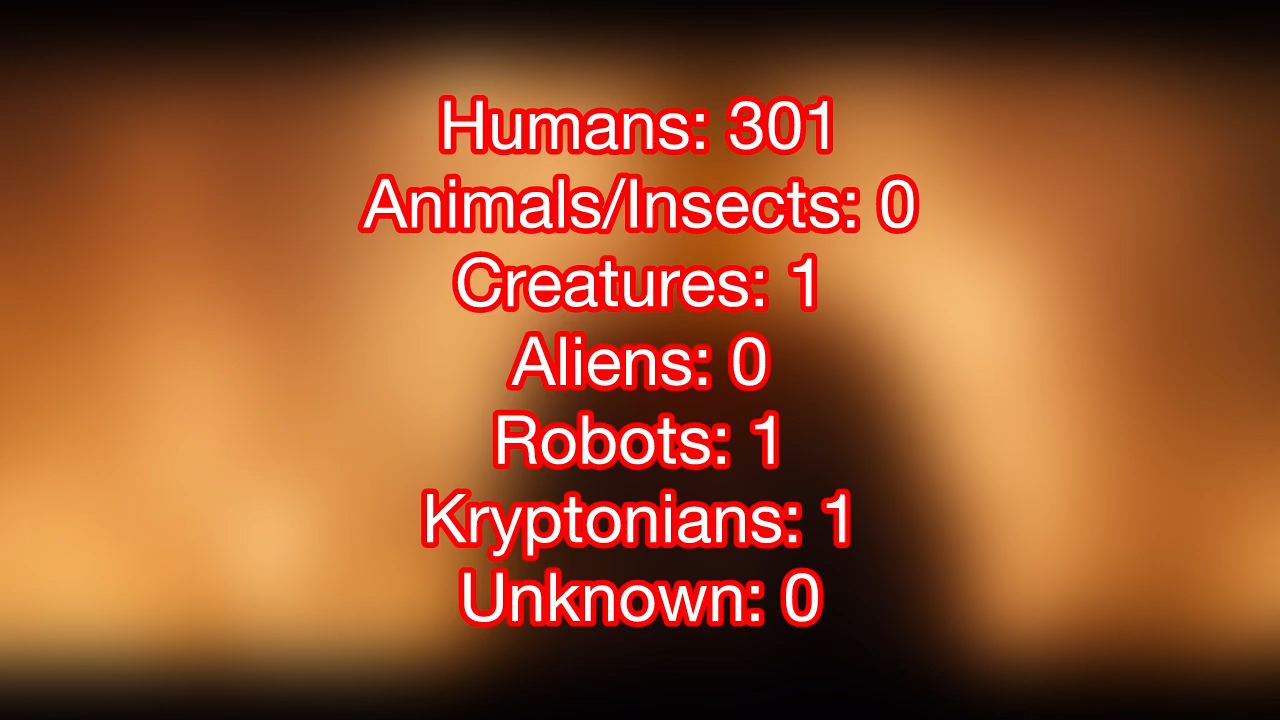 Humans: 301
Animals/Insects: 0
Creatures: 1
Aliens: 0
Robots: 1
Kryptonians: 1
Unknown: 0